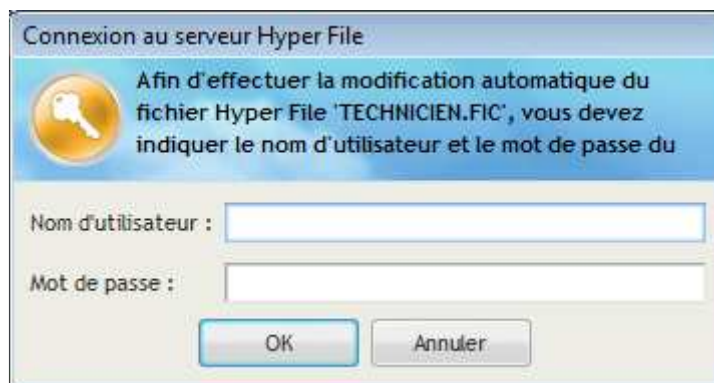 Connexion au serveur Hyper File
Afin d'effectuer la modification automatique du
fichier Hyper File 'TECHNICIEN.FIC', vous devez
indiquer le nom d'utilisateur et le mot de passe du
Nom d'utilisateur :
Mot de passe :
OK Annuler